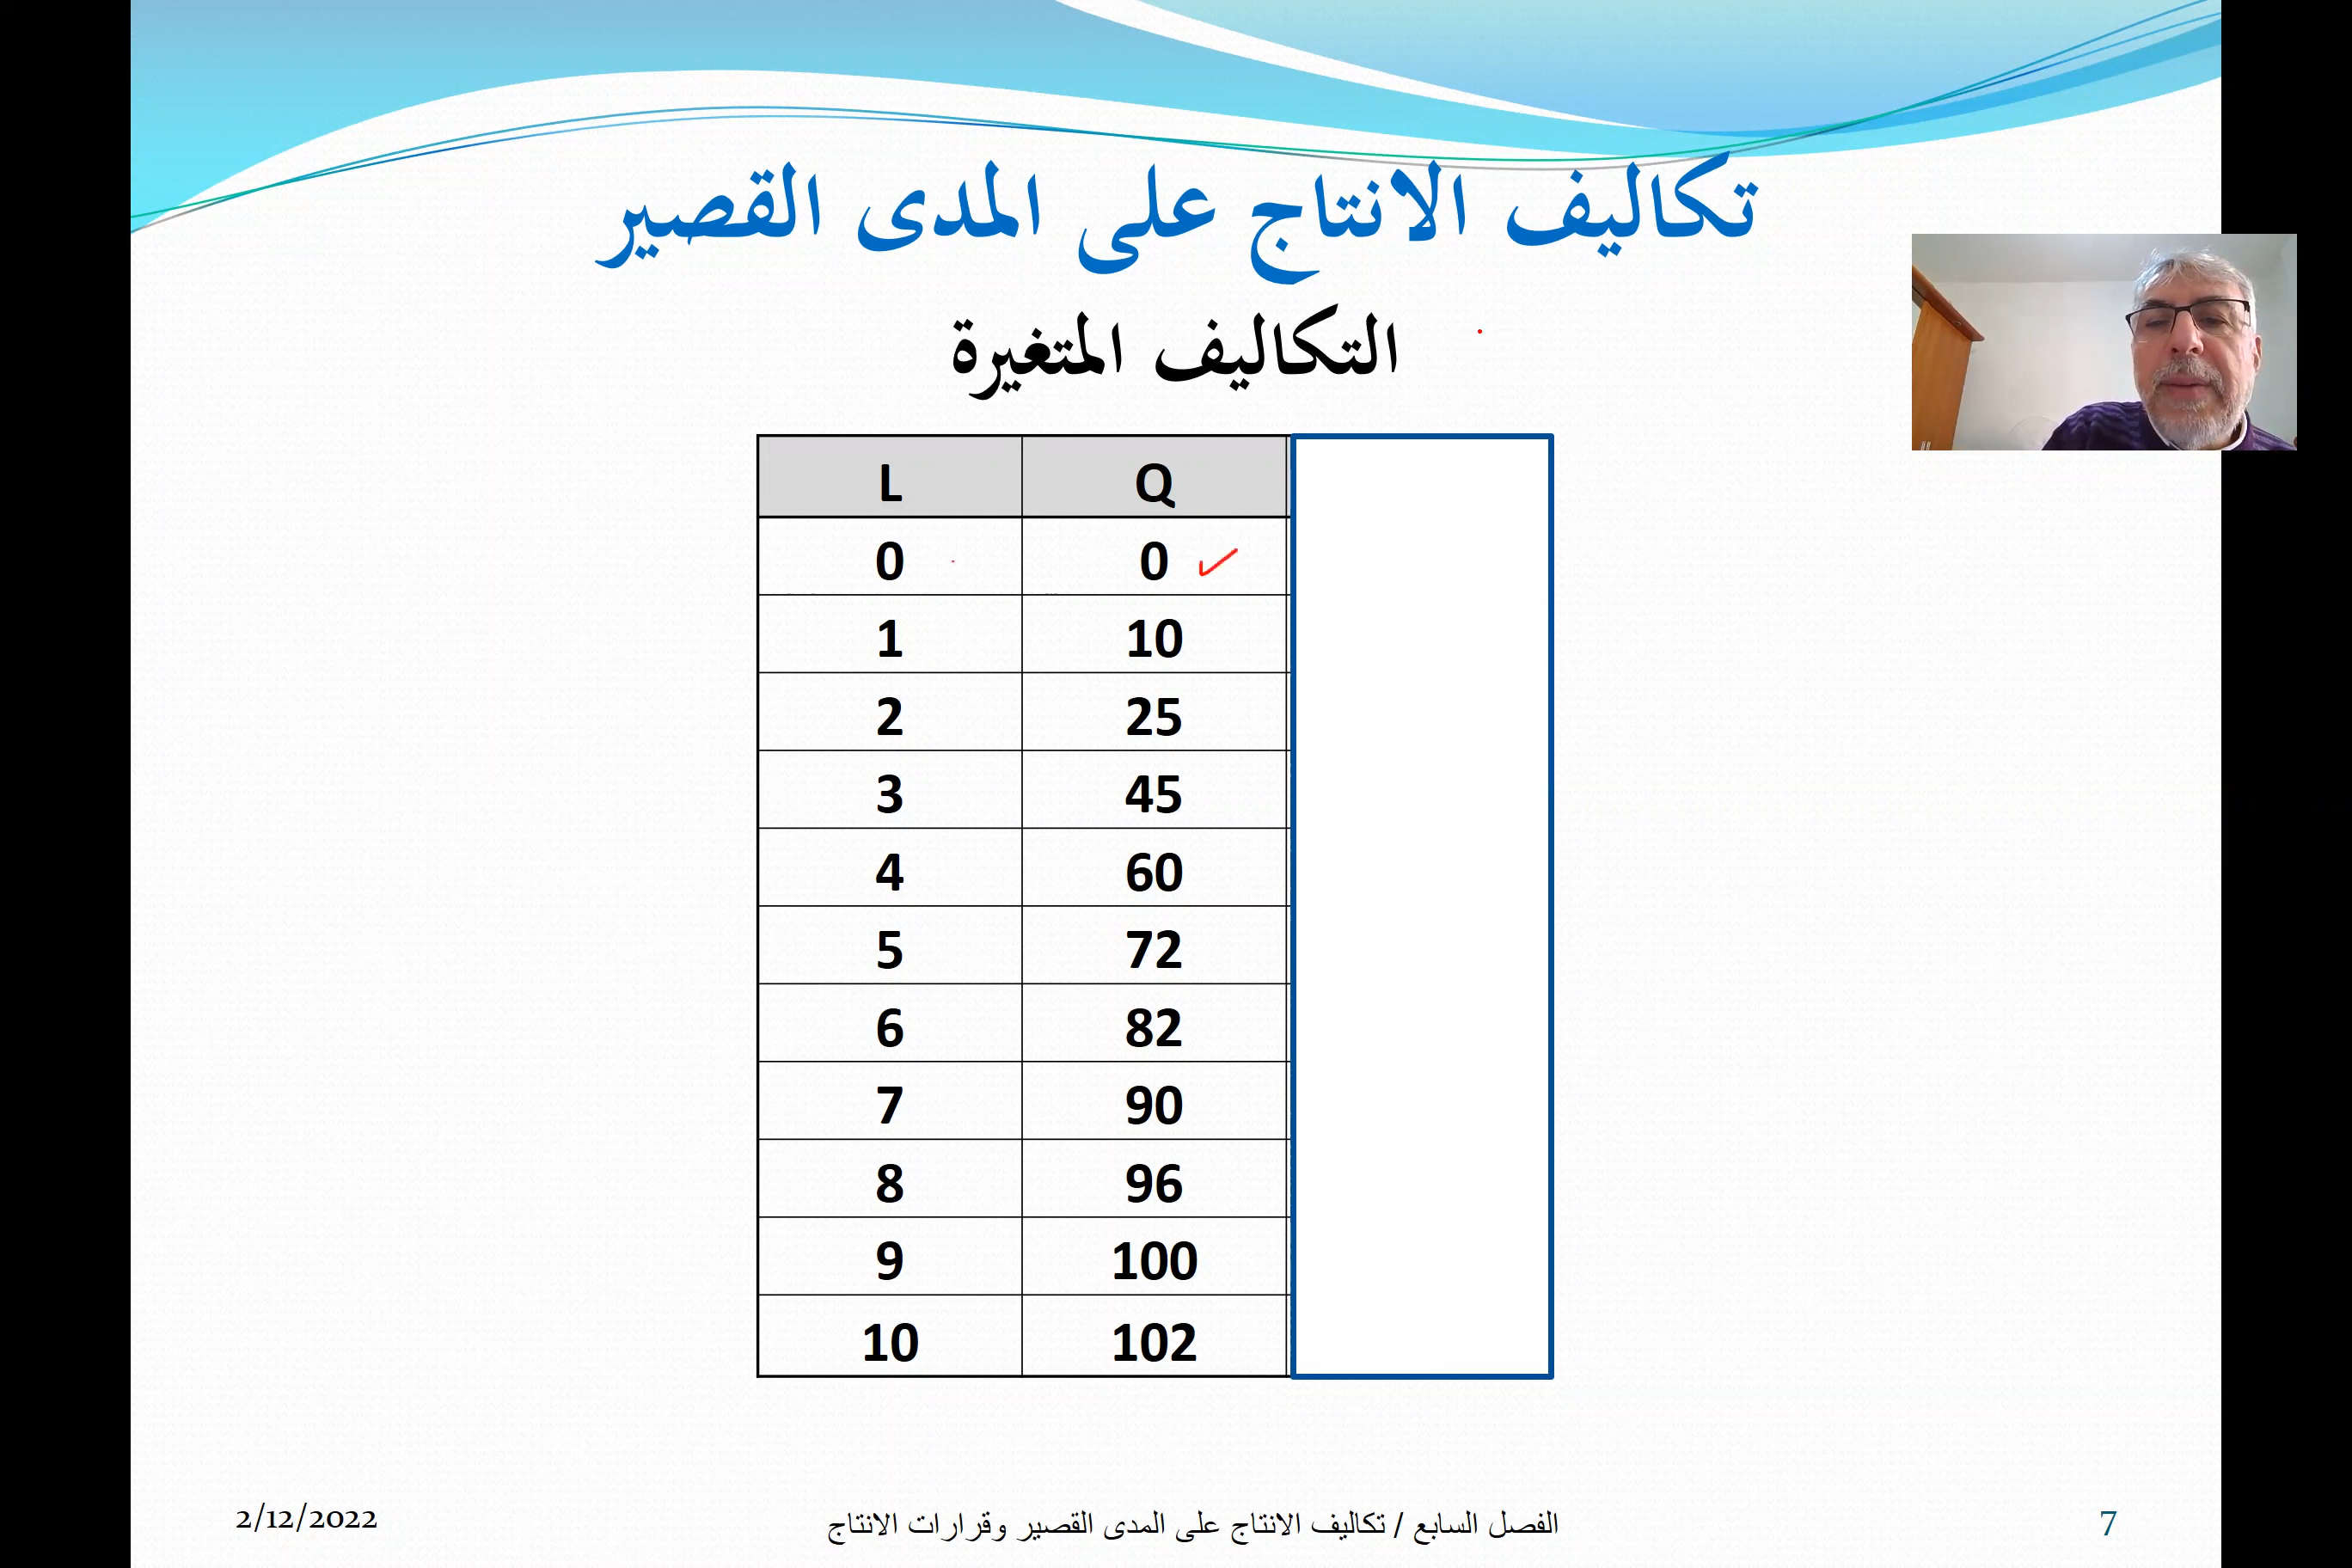 تكاليف الانتاج على المدى القصير
التكاليف المتغيرة
L Q
0 0
1 10
2 25
3 45
4 60
5 72
6 82
7 90
8 96
9 100
10 102
2/12/2022 الفصل السابع / تكاليف الانتاج على المدى القصير وقرارات الانتاج 7